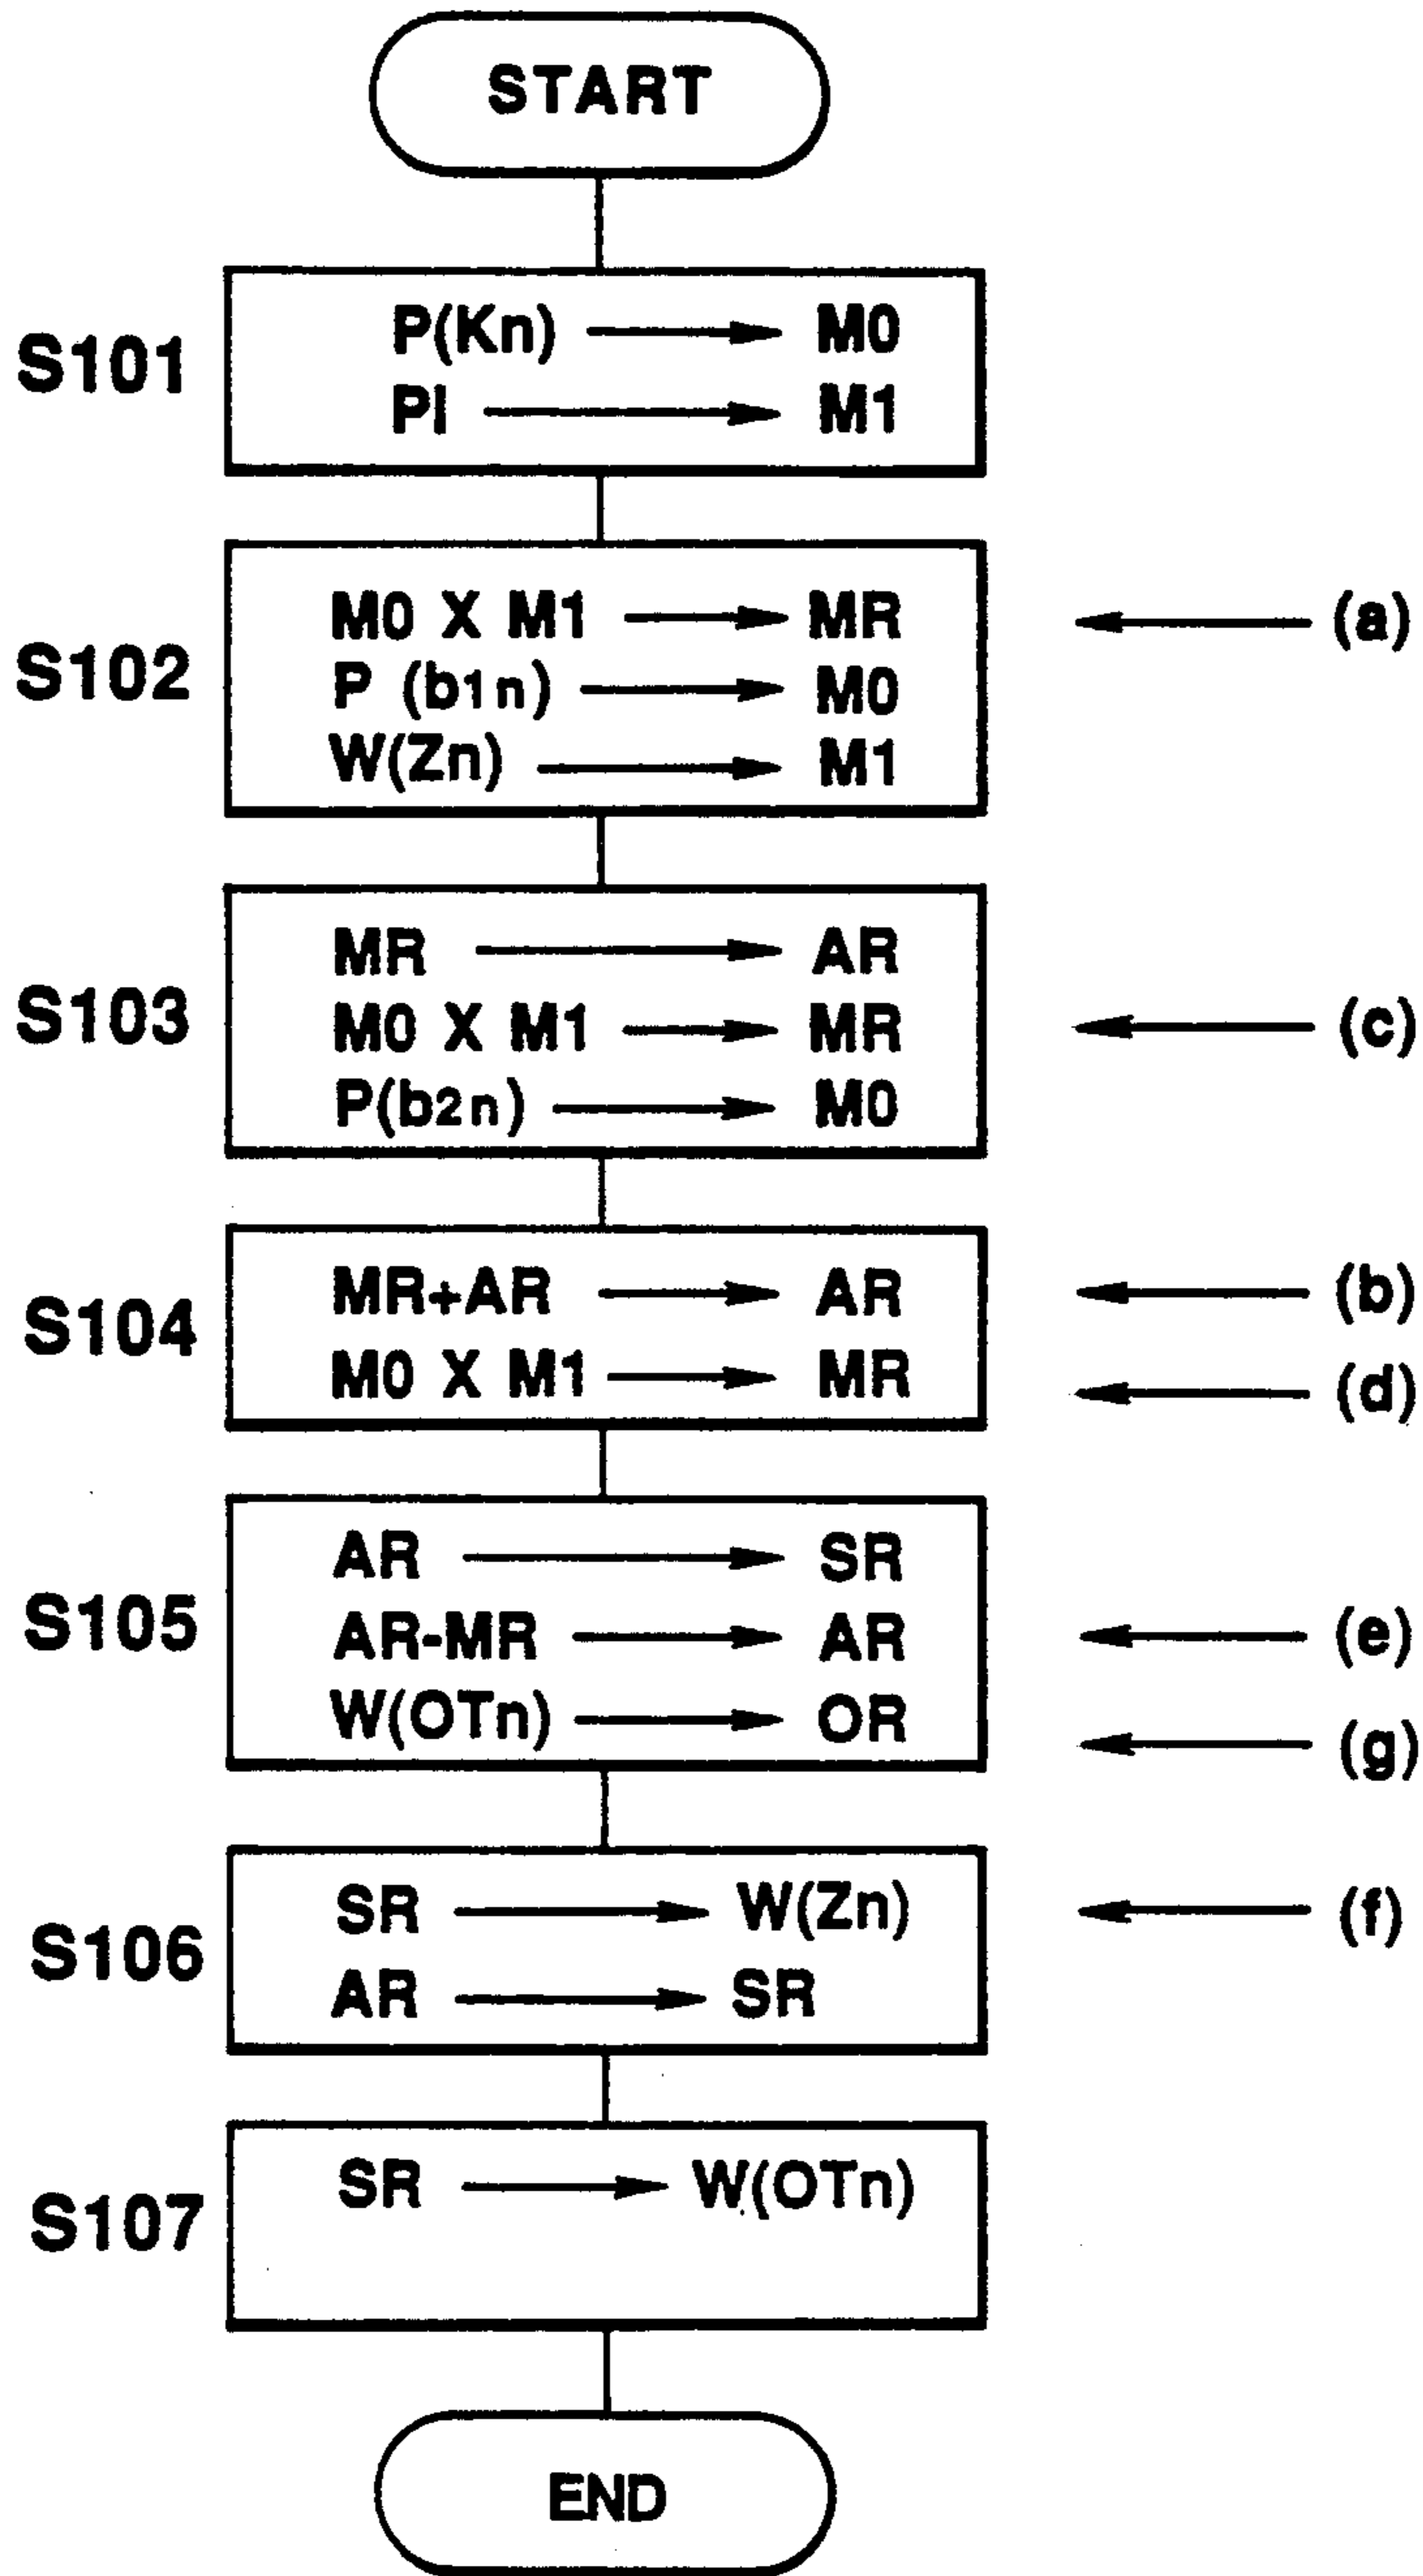 START
S101
P(Kn) → M0
PI → M1
S102
M0 X M1 → MR ← (a)
P (b1n) → M0
W(Zn) → M1
S103
MR → AR
M0 X M1 → MR ← (c)
P(b2n) → M0
S104
MR+AR → AR ← (b)
M0 X M1 → MR ← (d)
S105
AR → SR
AR-MR → AR ← (e)
W(OTn) → OR ← (g)
S106
SR → W(Zn) ← (f)
AR → SR
S107
SR → W(OTn)
END